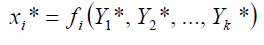 xᵢ* = fᵢ(Y₁*, Y₂*, ..., Yₖ *)